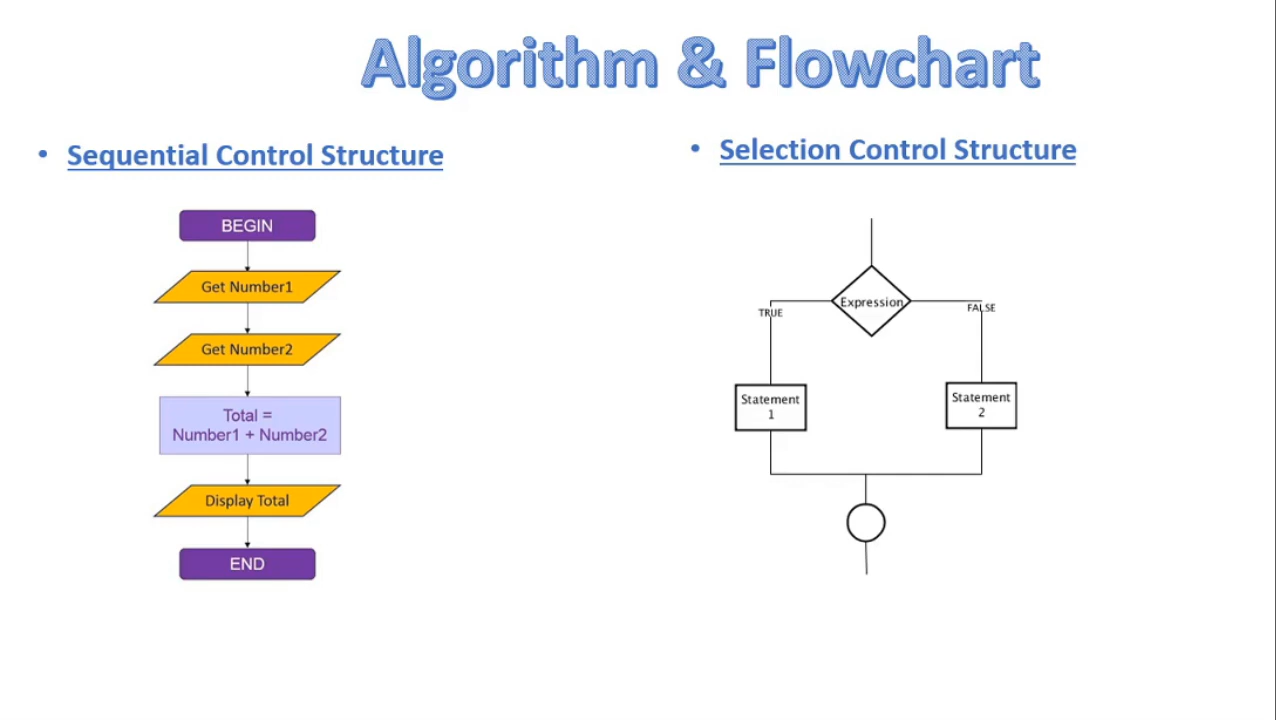 Algorithm & Flowchart
• Sequential Control Structure
BEGIN
Get Number1
Get Number2
Total =
Number1 + Number2
Display Total
END
• Selection Control Structure
Expression
TRUE
FALSE
Statement
1
Statement
2